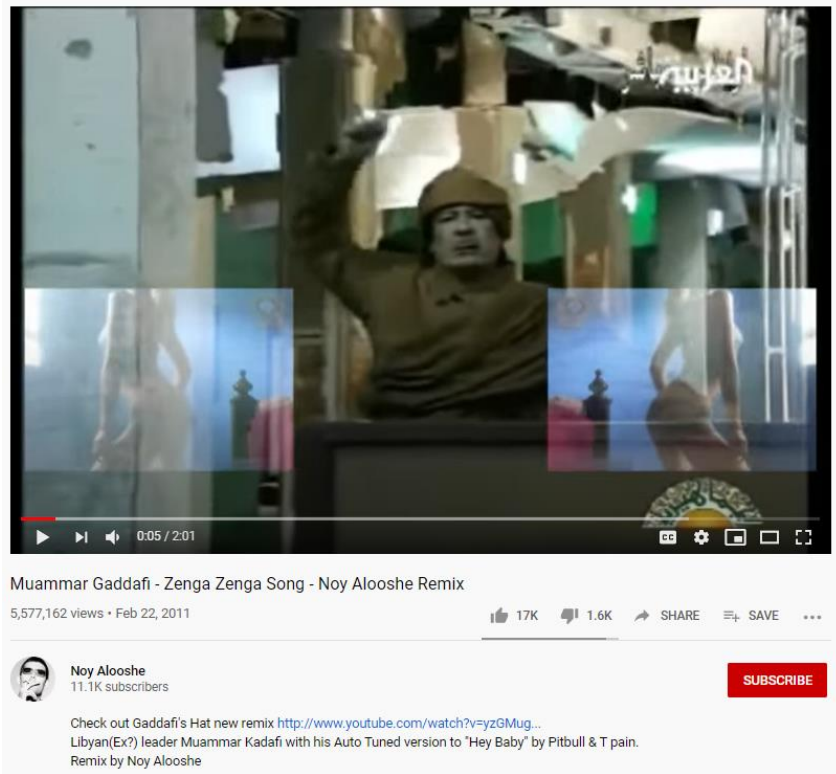 العربية
0:05 / 2:01
CC
Muammar Gaddafi - Zenga Zenga Song - Noy Alooshe Remix
5,577,162 views • Feb 22, 2011
17K
1.6K
SHARE
SAVE
Noy Alooshe
11.1K subscribers
SUBSCRIBE
Check out Gaddafi's Hat new remix http://www.youtube.com/watch?v=yzGMug...
Libyan(Ex?) leader Muammar Kadafi with his Auto Tuned version to "Hey Baby" by Pitbull & T pain.
Remix by Noy Alooshe